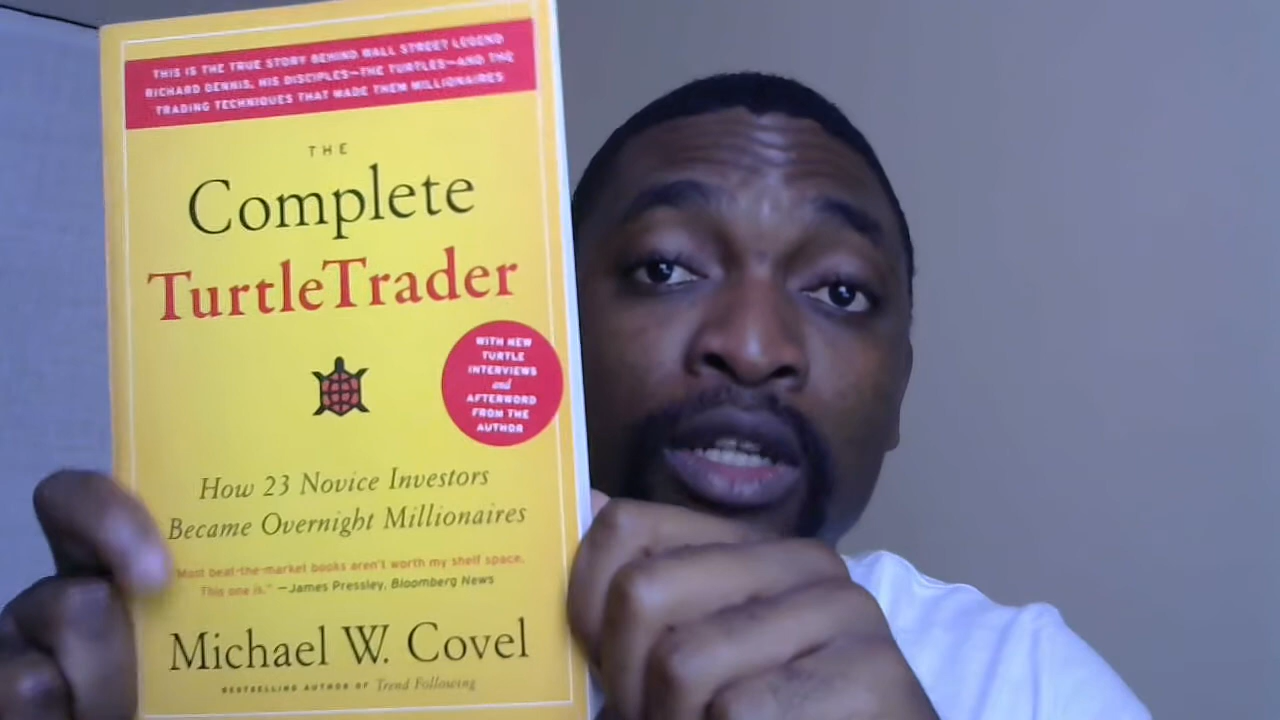 THIS IS THE TRUE STORY BEHIND WALL STREET LEGEND
RICHARD DENNIS, HIS DISCIPLES—THE TURTLES—AND THE
TRADING TECHNIQUES THAT MADE THEM MILLIONAIRES
THE
Complete
TurtleTrader
WITH NEW
TURTLE
INTERVIEWS
and
AFTERWORD
FROM THE
AUTHOR
How 23 Novice Investors
Became Overnight Millionaires
"Most beat-the-market books aren't worth my shelf space.
This one is." —James Pressley, Bloomberg News
Michael W. Covel
BESTSELLING AUTHOR OF Trend Following